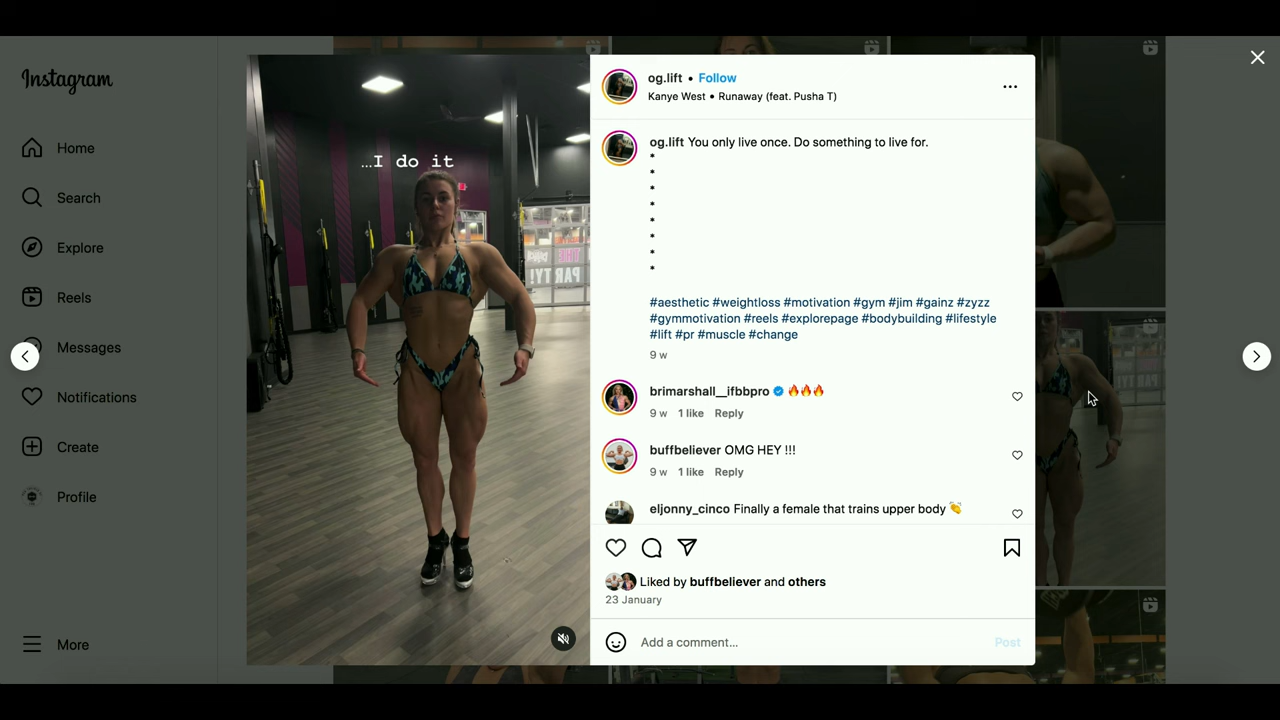 Instagram
Home
Search
Explore
Reels
Messages
Notifications
Create
Profile
More
...I do it
og.lift • Follow
Kanye West • Runaway (feat. Pusha T)
og.lift You only live once. Do something to live for.
*
*
*
*
*
*
*
*
#aesthetic #weightloss #motivation #gym #jim #gainz #zyzz
#gymmotivation #reels #explorepage #bodybuilding #lifestyle
#lift #pr #muscle #change
9 w
brimarshall__ifbbpro 🔥🔥🔥
9 w 1 like Reply
buffbeliever OMG HEY !!!
9 w 1 like Reply
eljonny_cinco Finally a female that trains upper body 👏
Liked by buffbeliever and others
23 January
Add a comment...
Post